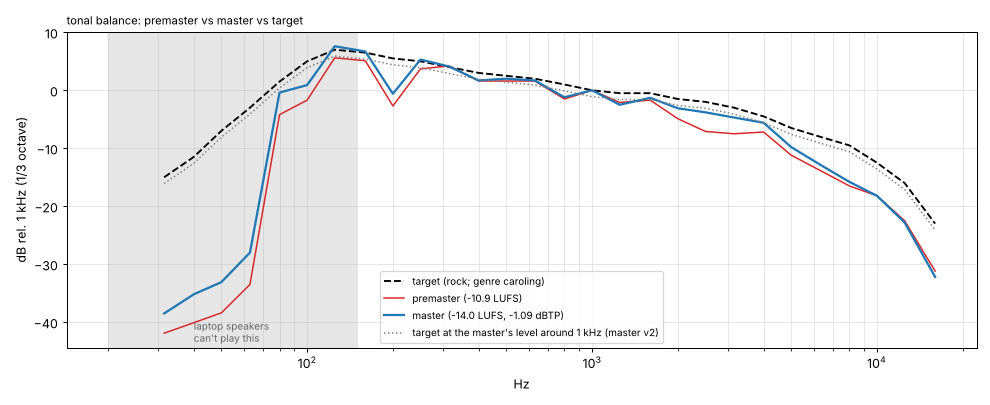 tonal balance: premaster vs master vs target
10
0
−10
−20
−30
−40
dB rel. 1 kHz (1/3 octave)
target (rock; genre caroling)
premaster (-10.9 LUFS)
master (-14.0 LUFS, -1.09 dBTP)
target at the master's level around 1 kHz (master v2)
laptop speakers
can't play this
10²
10³
10⁴
Hz